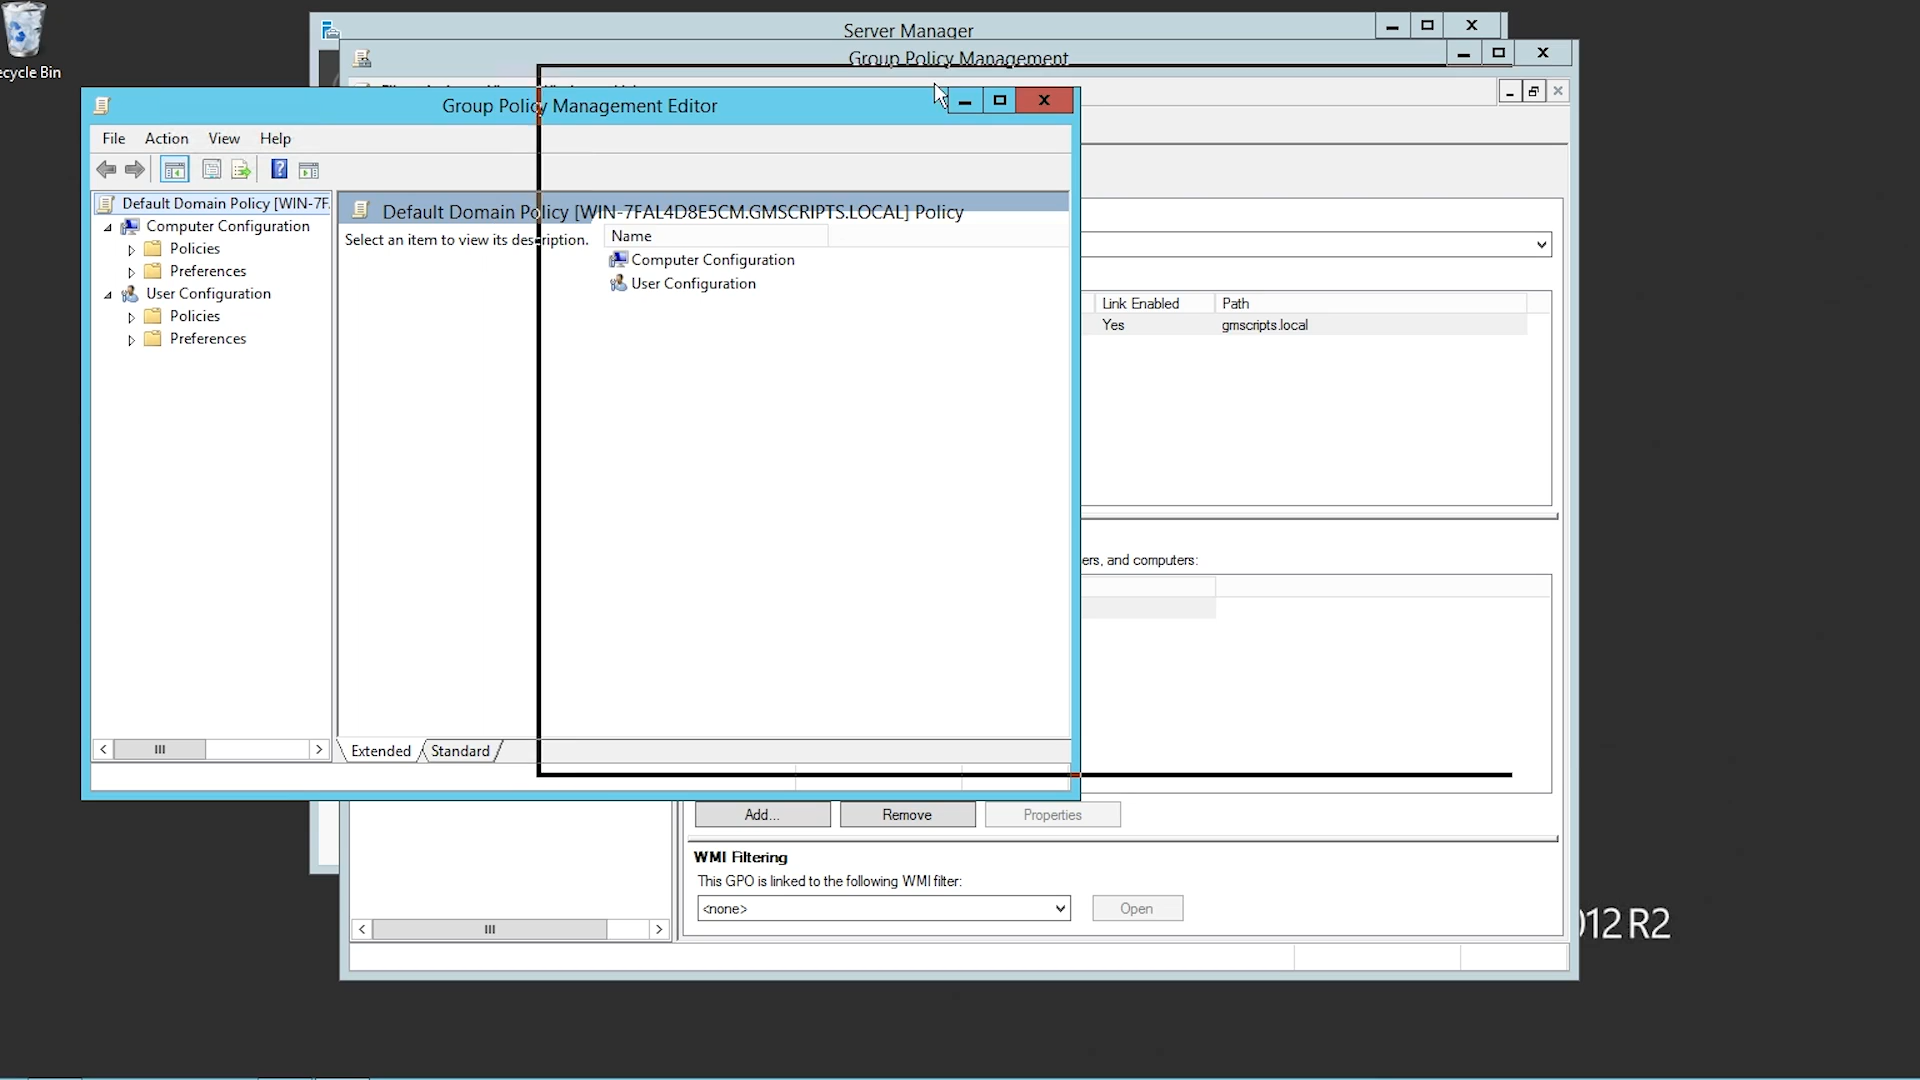 ecycle Bin
Server Manager
Group Policy Management
Group Policy Management Editor
File Action View Help
Default Domain Policy [WIN-7F
Computer Configuration
Policies
Preferences
User Configuration
Policies
Preferences
Default Domain Policy [WIN-7FAL4D8E5CM.GMSCRIPTS.LOCAL] Policy
Select an item to view its description.
Name
Computer Configuration
User Configuration
Extended Standard
Link Enabled Path
Yes gmscripts.local
ers, and computers:
Add... Remove Properties
WMI Filtering
This GPO is linked to the following WMI filter:
<none> Open
012 R2